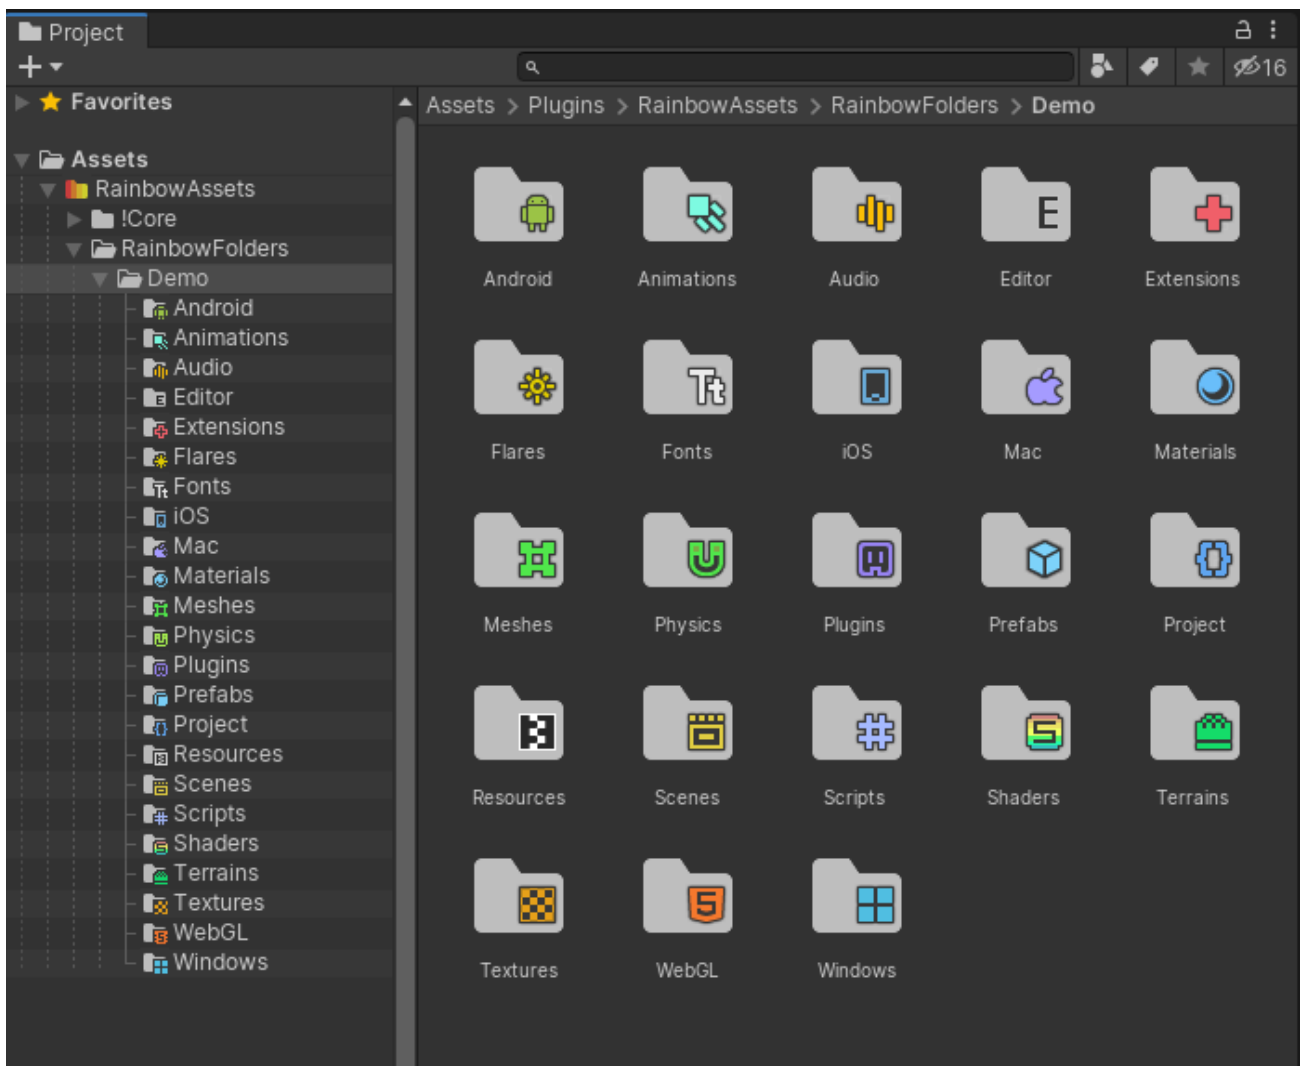 Project
16
Favorites
Assets
RainbowAssets
!Core
RainbowFolders
Demo
Android
Animations
Audio
Editor
Extensions
Flares
Fonts
iOS
Mac
Materials
Meshes
Physics
Plugins
Prefabs
Project
Resources
Scenes
Scripts
Shaders
Terrains
Textures
WebGL
Windows
Assets > Plugins > RainbowAssets > RainbowFolders > Demo
E
Android Animations Audio Editor Extensions
Tt
Flares Fonts iOS Mac Materials
{}
Meshes Physics Plugins Prefabs Project
# S
Resources Scenes Scripts Shaders Terrains
5
Textures WebGL Windows